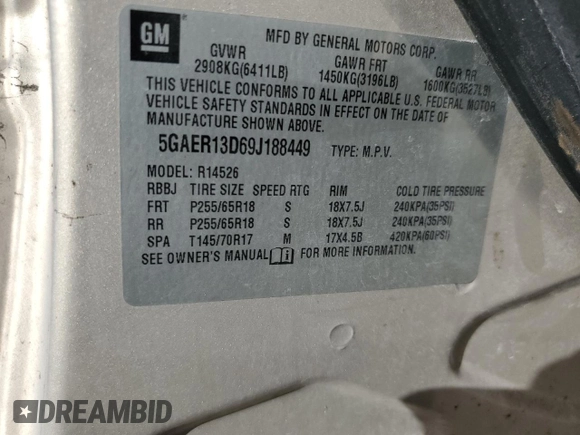 GM
MFD BY GENERAL MOTORS CORP.
GVWR GAWR FRT GAWR RR
2908KG(6411LB) 1450KG(3196LB) 1600KG(3527LB)
THIS VEHICLE CONFORMS TO ALL APPLICABLE U.S. FEDERAL MOTOR
VEHICLE SAFETY STANDARDS IN EFFECT ON THE DATE OF
MANUFACTURE SHOWN ABOVE.
5GAER13D69J188449 TYPE: M.P.V.
MODEL: R14526
RBBJ TIRE SIZE SPEED RTG RIM COLD TIRE PRESSURE
FRT P255/65R18 S 18X7.5J 240KPA(35PSI)
RR P255/65R18 S 18X7.5J 240KPA(35PSI)
SPA T145/70R17 M 17X4.5B 420KPA(60PSI)
SEE OWNER'S MANUAL FOR MORE INFORMATION.
DREAMBID